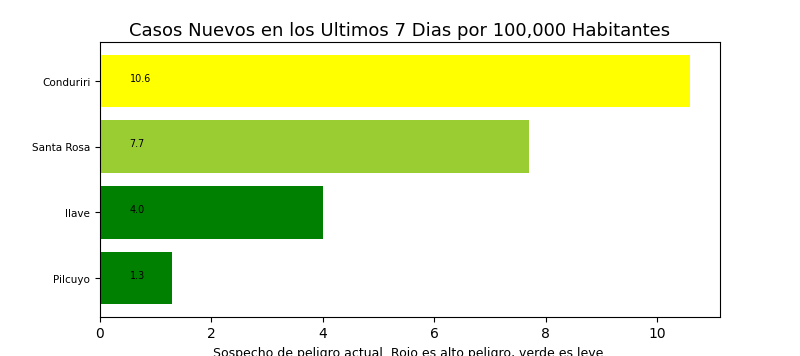 Casos Nuevos en los Ultimos 7 Dias por 100,000 Habitantes
Conduriri
10.6
Santa Rosa
7.7
Ilave
4.0
Pilcuyo
1.3
0 2 4 6 8 10
Sospecho de peligro actual. Rojo es alto peligro, verde es leve